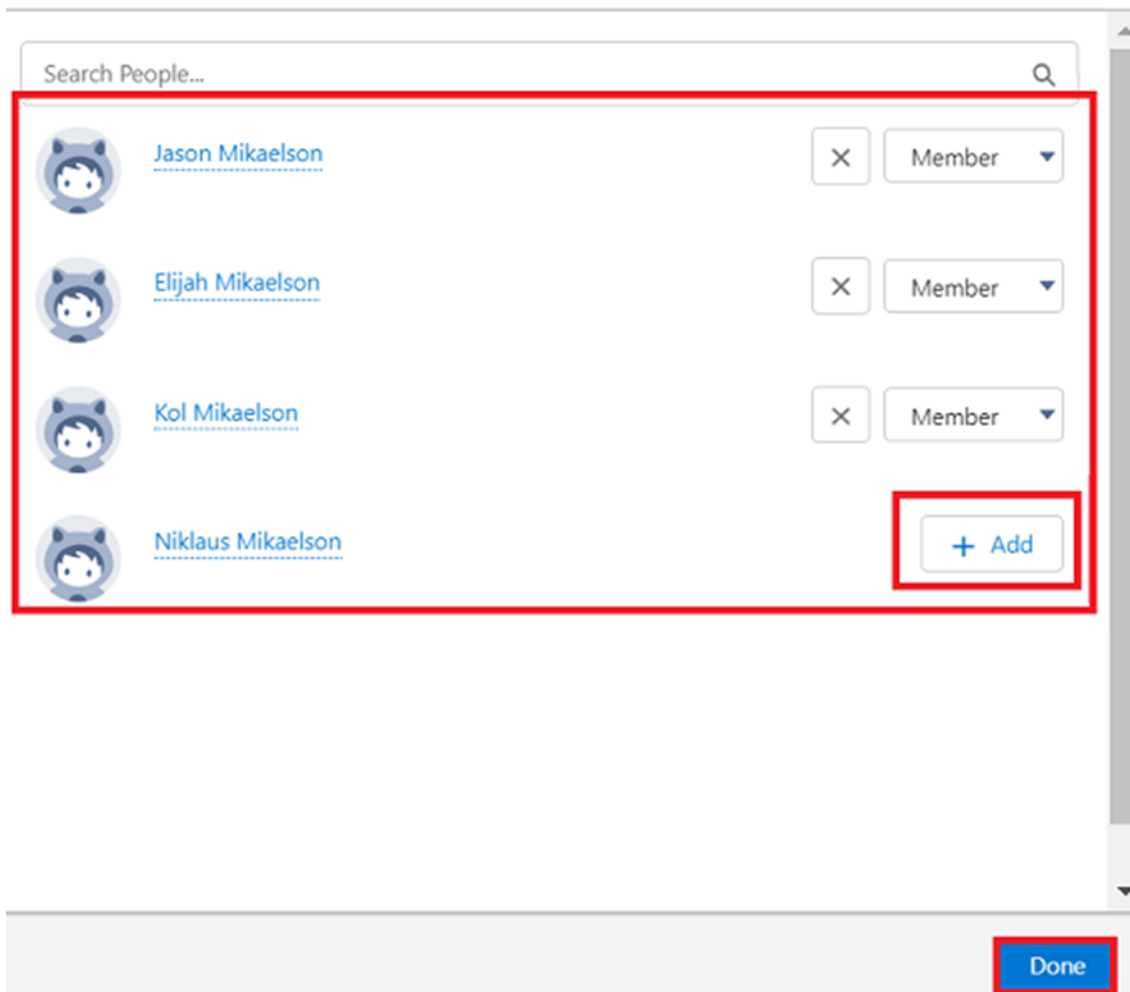 Search People...
Jason Mikaelson Member
Elijah Mikaelson Member
Kol Mikaelson Member
Niklaus Mikaelson + Add
Done